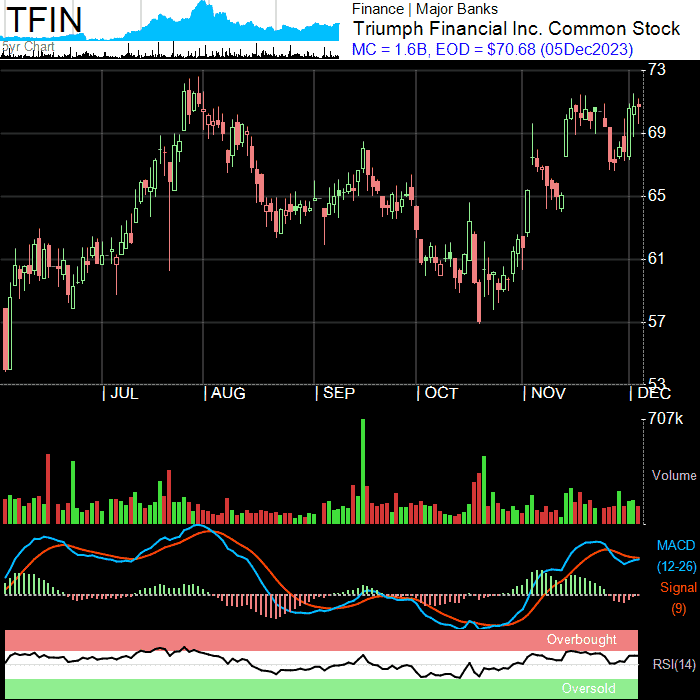 TFIN
5yr Chart
Finance | Major Banks
Triumph Financial Inc. Common Stock
MC = 1.6B, EOD = $70.68 (05Dec2023)
73
69
65
61
57
53
JUL AUG SEP OCT NOV DEC
707k
Volume
MACD
(12-26)
Signal
(9)
Overbought
RSI(14)
Oversold